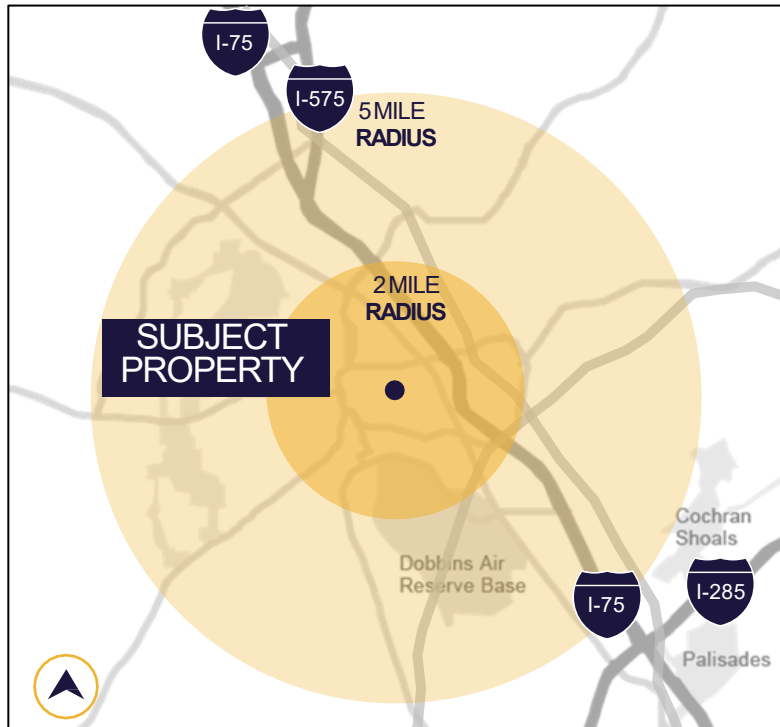 I-75
I-575
5 MILE
RADIUS
2 MILE
RADIUS
SUBJECT
PROPERTY
Cochran
Shoals
Dobbins Air
Reserve Base
I-75
I-285
Palisades